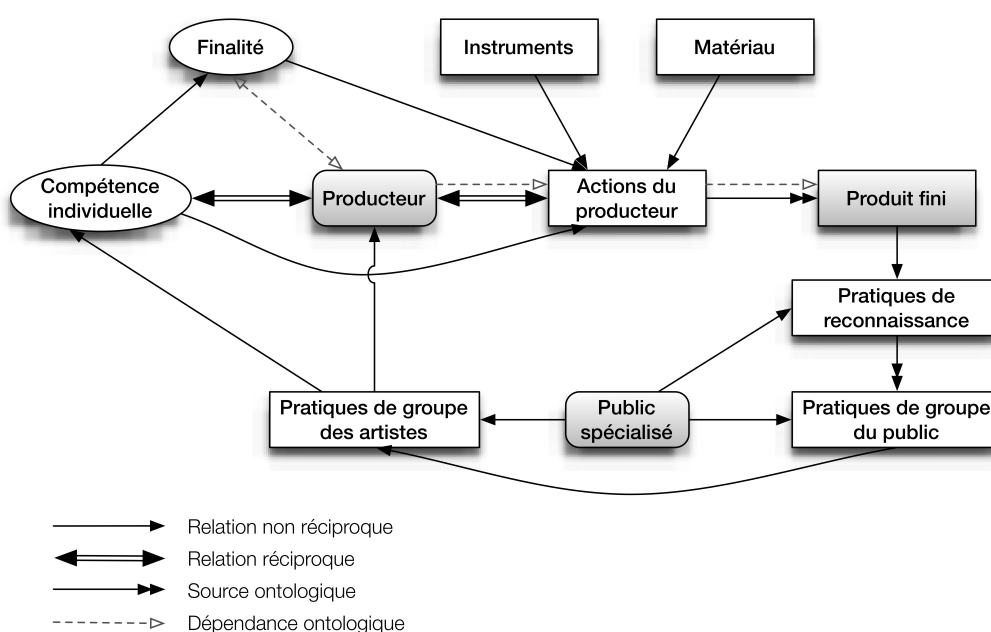 Finalité
Instruments
Matériau
Compétence
individuelle
Producteur
Actions du
producteur
Produit fini
Pratiques de
reconnaissance
Pratiques de groupe
des artistes
Public
spécialisé
Pratiques de groupe
du public
Relation non réciproque
Relation réciproque
Source ontologique
Dépendance ontologique